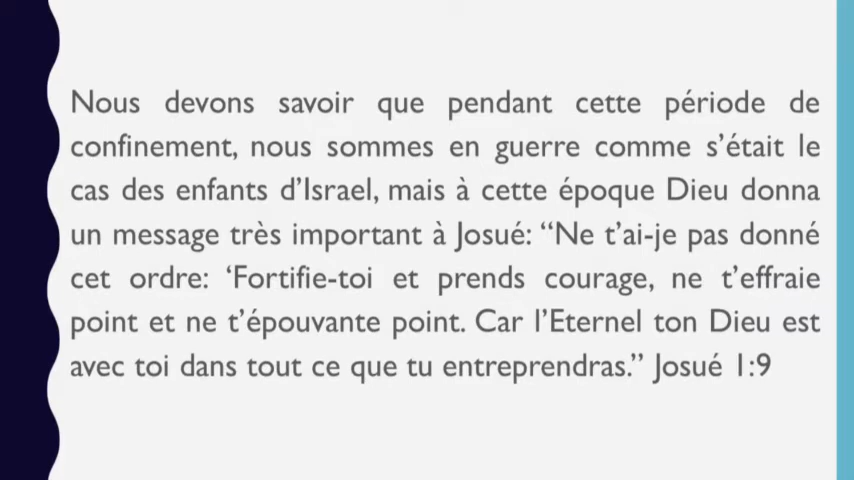 Nous devons savoir que pendant cette période de
confinement, nous sommes en guerre comme s’était le
cas des enfants d’Israel, mais à cette époque Dieu donna
un message très important à Josué: “Ne t’ai-je pas donné
cet ordre: ‘Fortifie-toi et prends courage, ne t’effraie
point et ne t’épouvante point. Car l’Eternel ton Dieu est
avec toi dans tout ce que tu entreprendras.” Josué 1:9